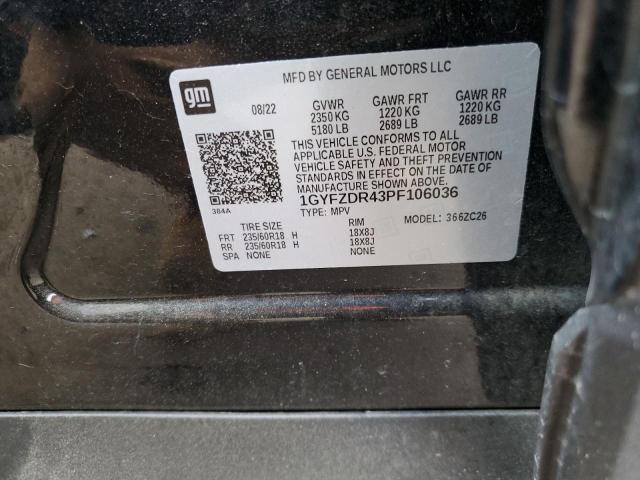 MFD BY GENERAL MOTORS LLC
gm
08/22 GVWR GAWR FRT GAWR RR
2350 KG 1220 KG 1220 KG
5180 LB 2689 LB 2689 LB
THIS VEHICLE CONFORMS TO ALL
APPLICABLE U.S. FEDERAL MOTOR
VEHICLE SAFETY AND THEFT PREVENTION
STANDARDS IN EFFECT ON THE DATE OF
MANUFACTURE SHOWN ABOVE.
1GYFZDR43PF106036
384A TYPE: MPV
MODEL: 366ZC26
TIRE SIZE RIM
FRT 235/60R18 H 18X8J
RR 235/60R18 H 18X8J
SPA NONE NONE